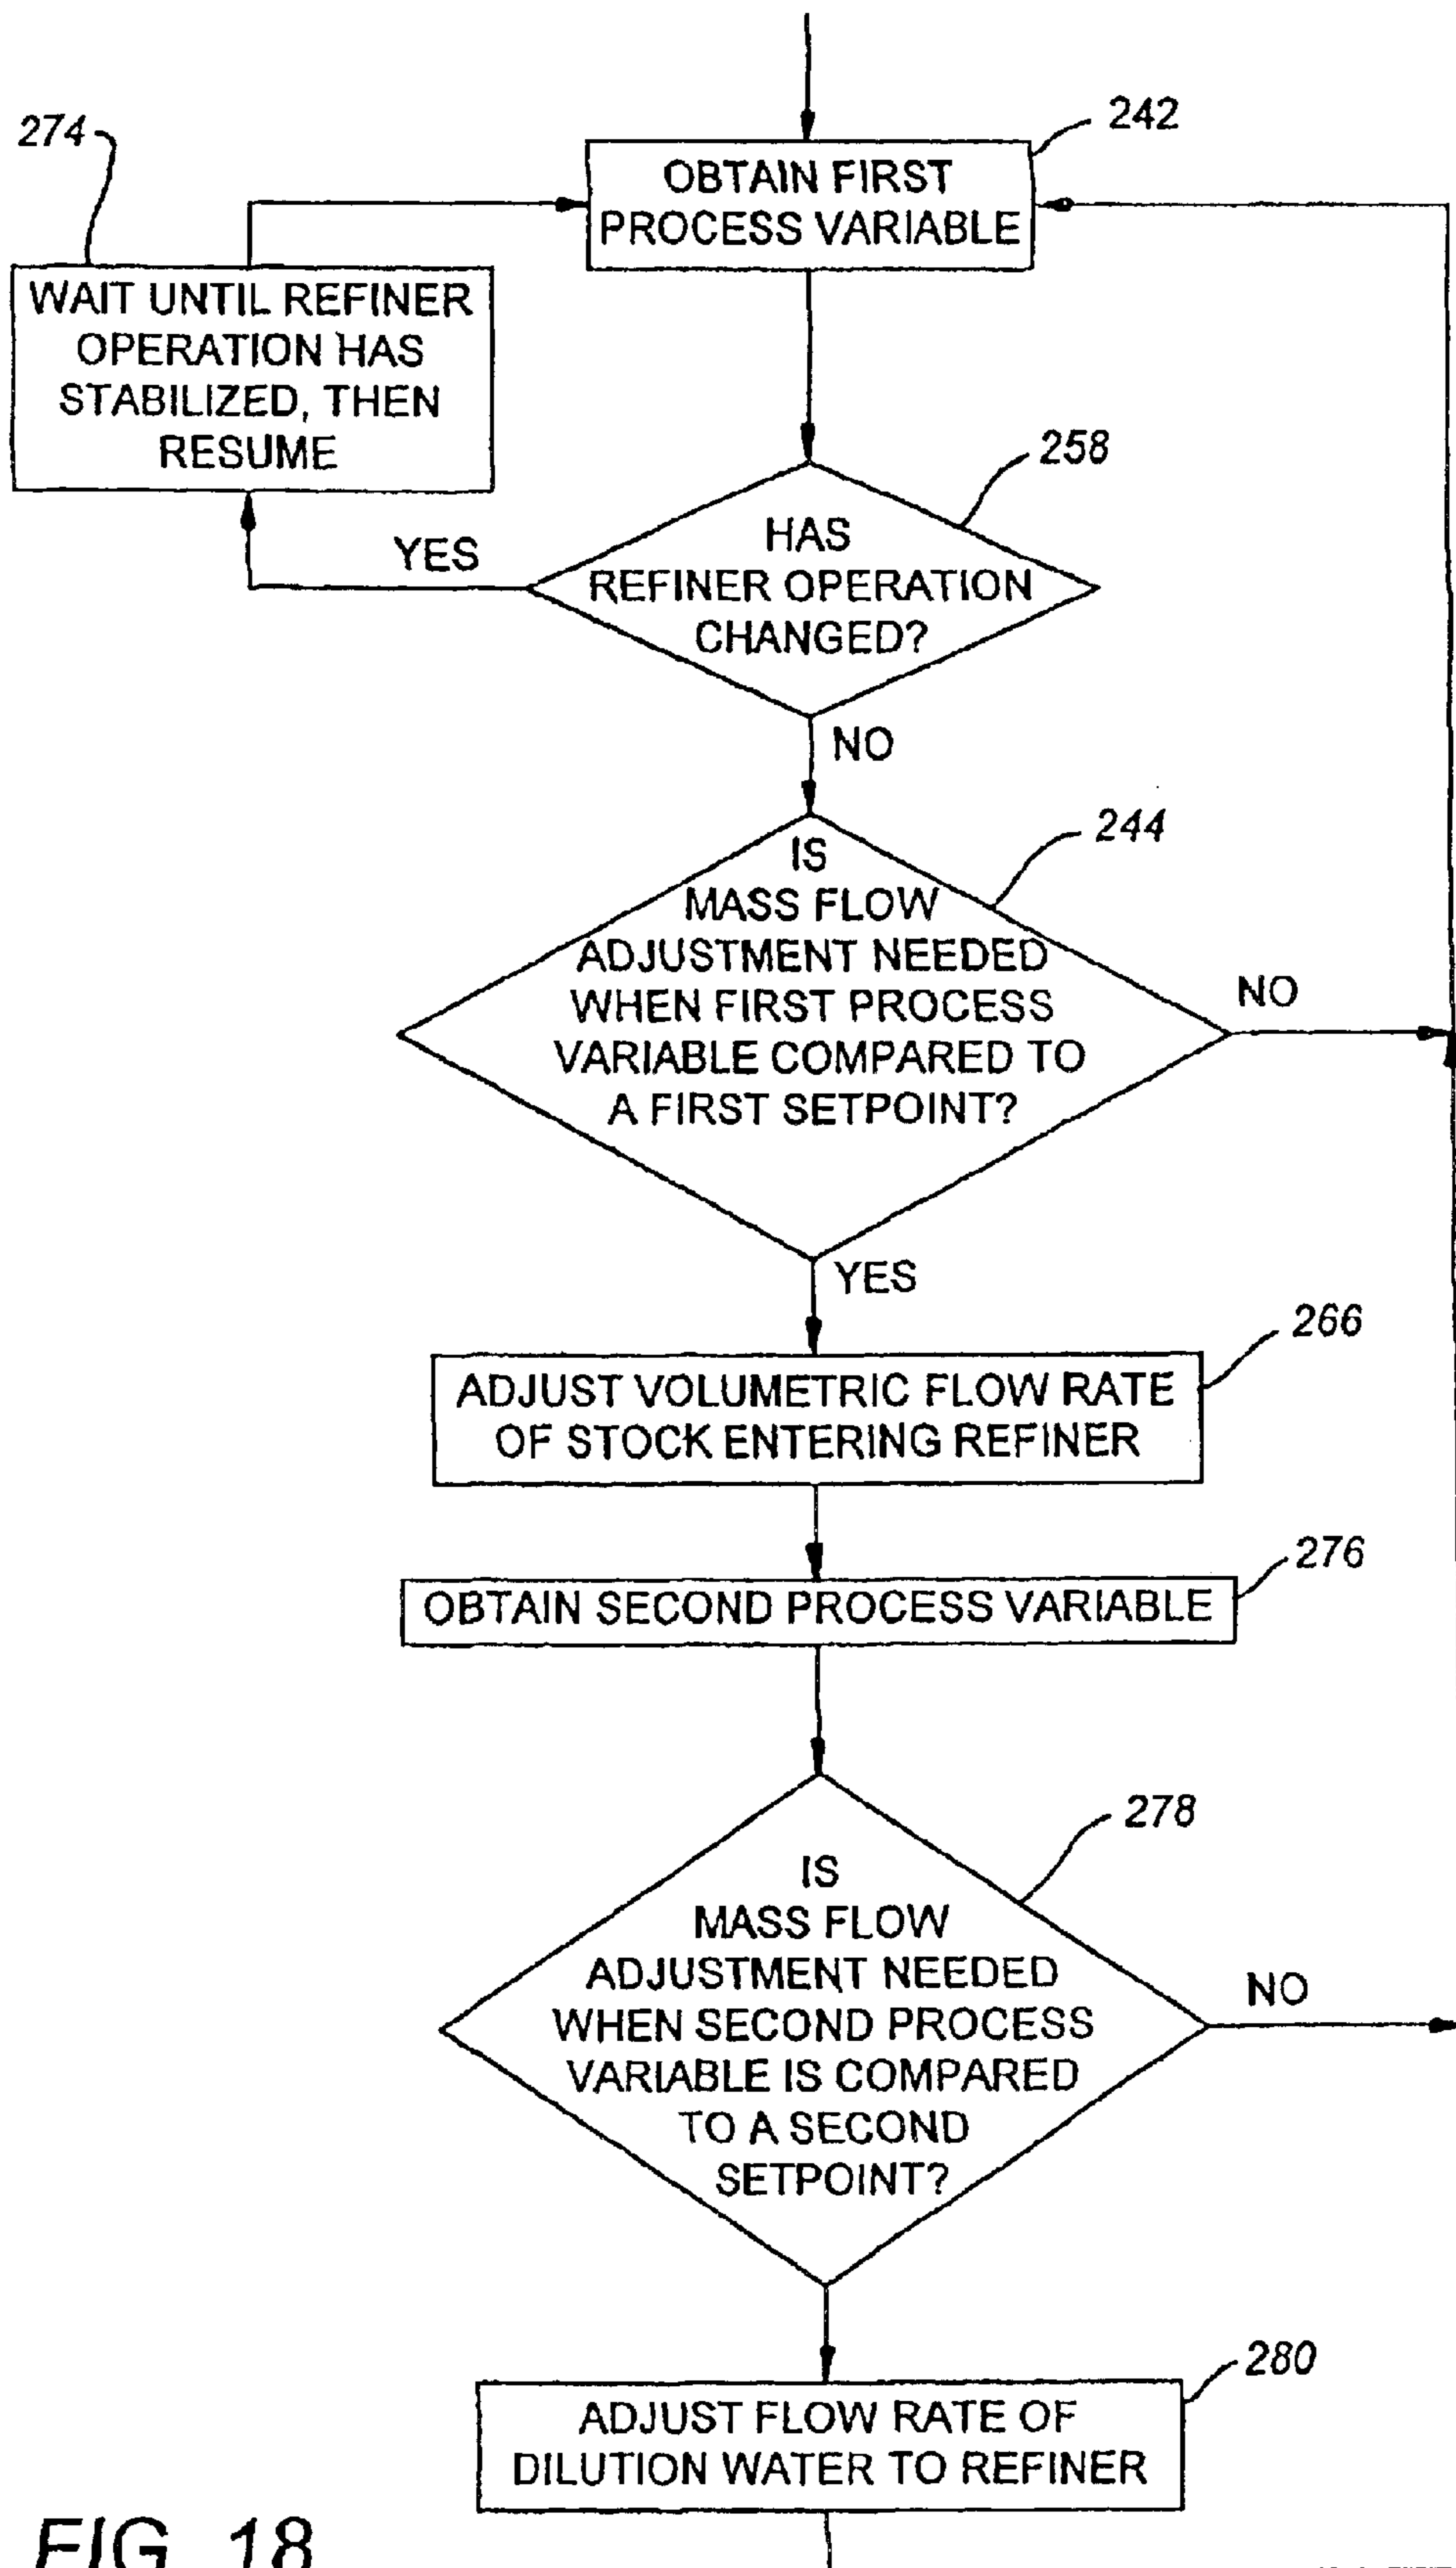 242
OBTAIN FIRST
PROCESS VARIABLE
274
WAIT UNTIL REFINER
OPERATION HAS
STABILIZED, THEN
RESUME
258
HAS
REFINER OPERATION
CHANGED?
YES
NO
244
IS
MASS FLOW
ADJUSTMENT NEEDED
WHEN FIRST PROCESS
VARIABLE COMPARED TO
A FIRST SETPOINT?
NO
YES
266
ADJUST VOLUMETRIC FLOW RATE
OF STOCK ENTERING REFINER
276
OBTAIN SECOND PROCESS VARIABLE
278
IS
MASS FLOW
ADJUSTMENT NEEDED
WHEN SECOND PROCESS
VARIABLE IS COMPARED
TO A SECOND
SETPOINT?
NO
280
ADJUST FLOW RATE OF
DILUTION WATER TO REFINER
FIG. 18